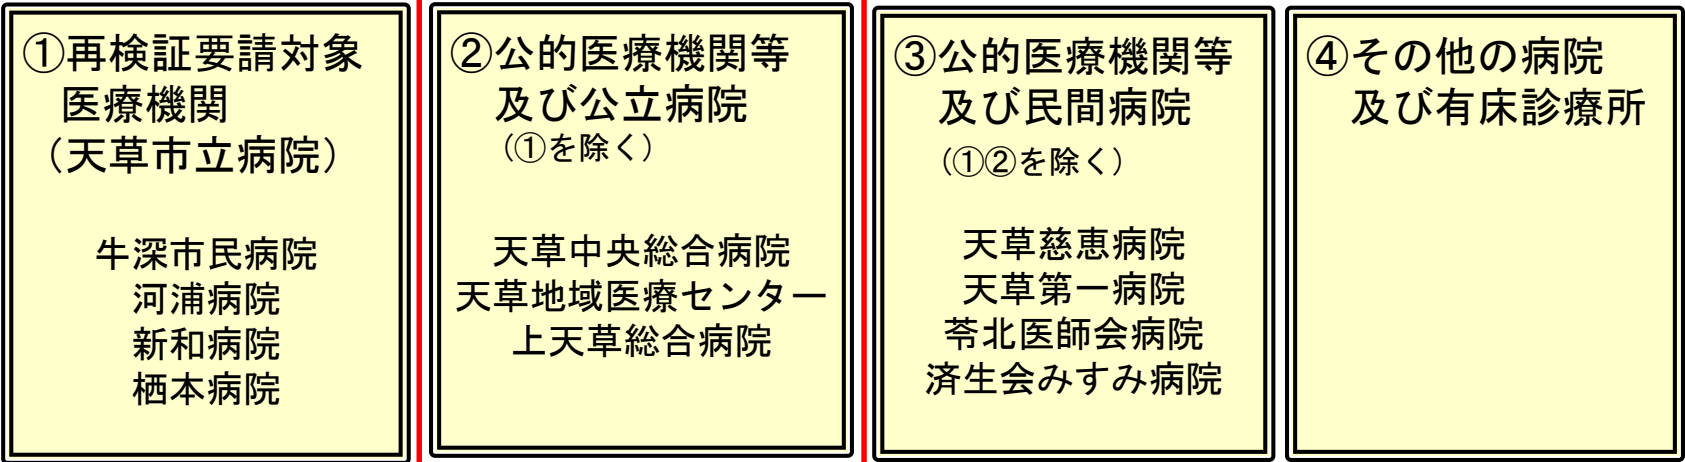 ①再検証要請対象
医療機関
（天草市立病院）
牛深市民病院
河浦病院
新和病院
栖本病院
②公的医療機関等
及び公立病院
（①を除く）
天草中央総合病院
天草地域医療センター
上天草総合病院
③公的医療機関等
及び民間病院
（①②を除く）
天草慈恵病院
天草第一病院
苓北医師会病院
済生会みすみ病院
④その他の病院
及び有床診療所